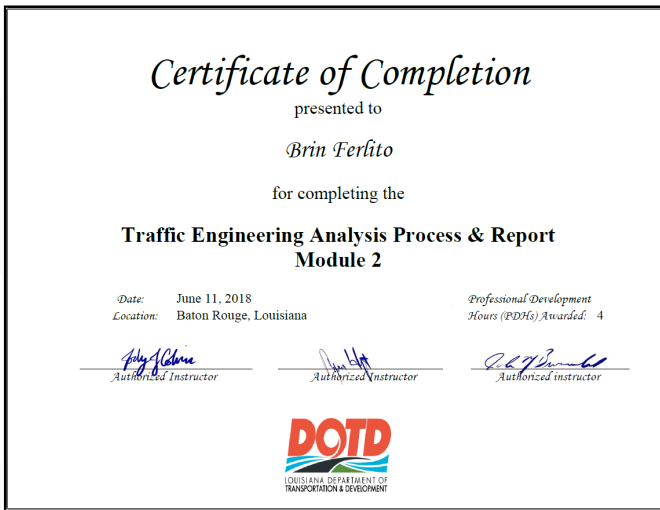 Certificate of Completion
presented to
Brin Ferlito
for completing the
Traffic Engineering Analysis Process & Report
Module 2
Date: June 11, 2018
Location: Baton Rouge, Louisiana
Professional Development
Hours (PDHs) Awarded: 4
Authorized Instructor
Authorized Instructor
Authorized instructor
DOTD
LOUISIANA DEPARTMENT OF
TRANSPORTATION & DEVELOPMENT